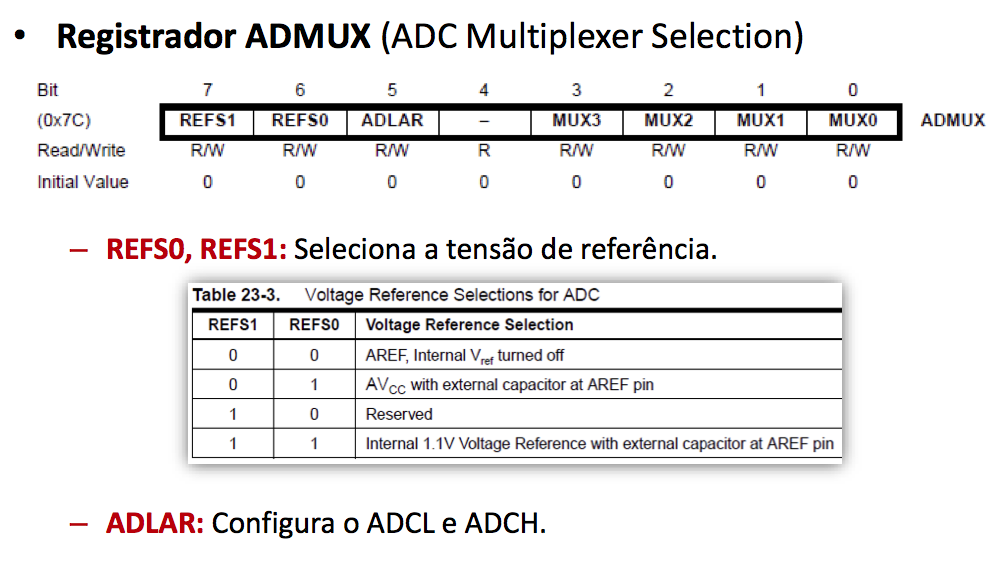 • Registrador ADMUX (ADC Multiplexer Selection)
Bit 7 6 5 4 3 2 1 0
(0x7C) REFS1 REFS0 ADLAR – MUX3 MUX2 MUX1 MUX0 ADMUX
Read/Write R/W R/W R/W R R/W R/W R/W R/W
Initial Value 0 0 0 0 0 0 0 0
– REFS0, REFS1: Seleciona a tensão de referência.
Table 23-3. Voltage Reference Selections for ADC
REFS1 REFS0 Voltage Reference Selection
0 0 AREF, Internal Vref turned off
0 1 AVCC with external capacitor at AREF pin
1 0 Reserved
1 1 Internal 1.1V Voltage Reference with external capacitor at AREF pin
– ADLAR: Configura o ADCL e ADCH.